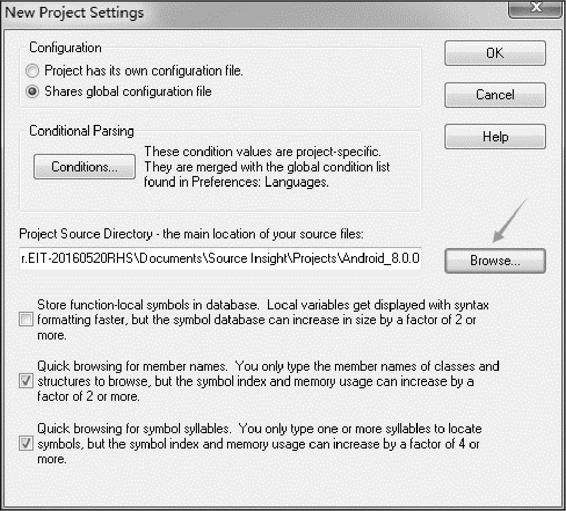 New Project Settings
Configuration
Project has its own configuration file.
Shares global configuration file
OK
Cancel
Help
Conditional Parsing
Conditions...
These condition values are project-specific.
They are merged with the global condition list
found in Preferences: Languages.
Project Source Directory - the main location of your source files:
r.EIT-20160520RHS\Documents\Source Insight\Projects\Android_8.0.0
Browse...
Store function-local symbols in database. Local variables get displayed with syntax
formatting faster, but the symbol database can increase in size by a factor of 2 or
more.
Quick browsing for member names. You only type the member names of classes and
structures to browse, but the symbol index and memory usage can increase by a
factor of 2 or more.
Quick browsing for symbol syllables. You only type one or more syllables to locate
symbols, but the symbol index and memory usage can increase by a factor of 4 or
more.